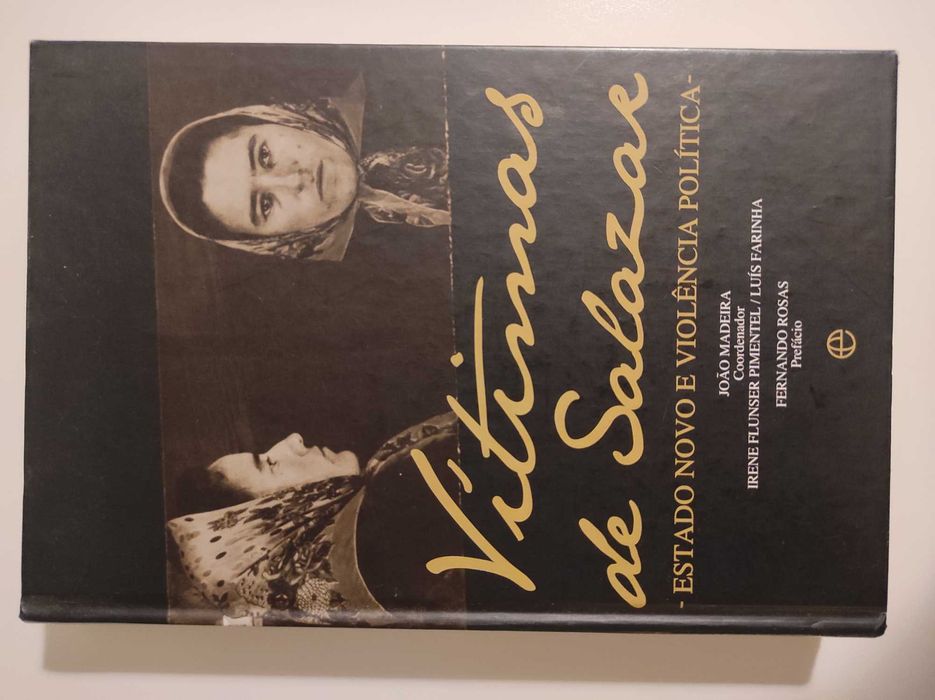 Vítimas
de Salazar
- ESTADO NOVO E VIOLÊNCIA POLÍTICA -
JOÃO MADEIRA
Coordenador
IRENE FLUNSER PIMENTEL / LUÍS FARINHA
FERNANDO ROSAS
Prefácio